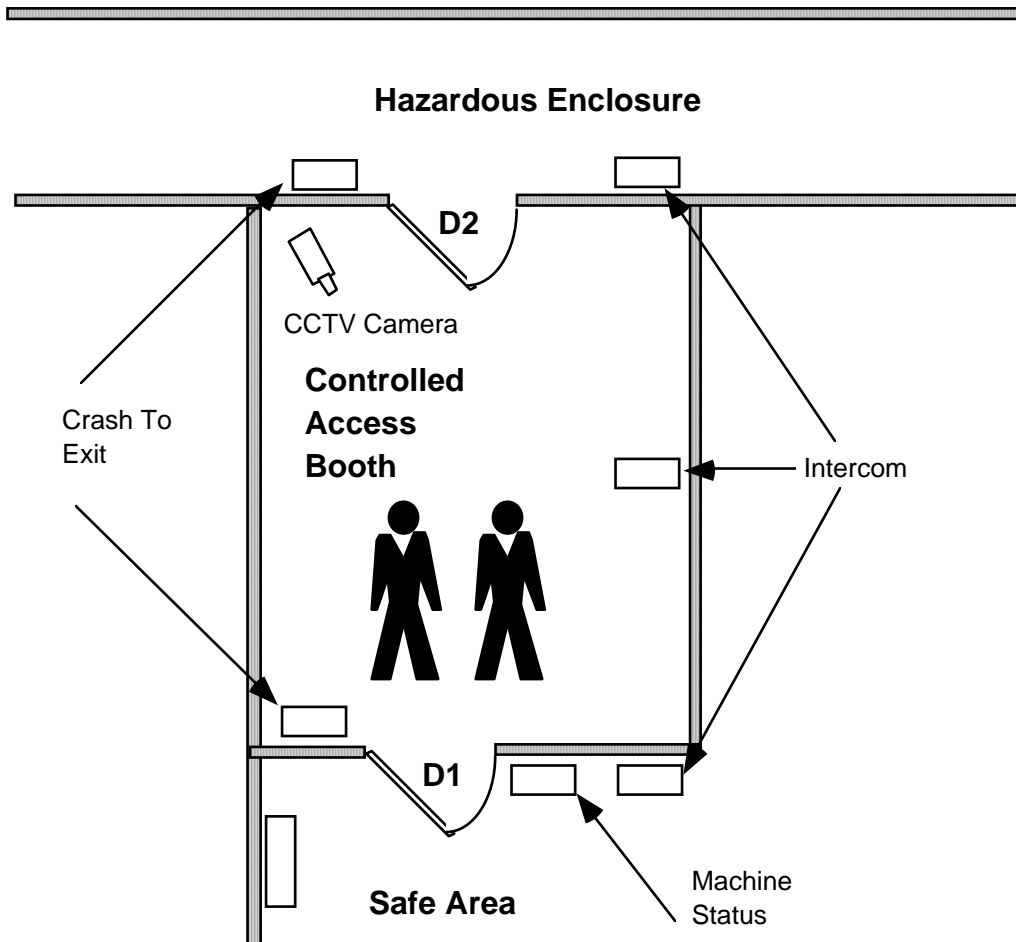 Hazardous Enclosure
D2
CCTV Camera
Controlled
Access
Booth
Crash To
Exit
Intercom
D1
Machine
Status
Safe Area